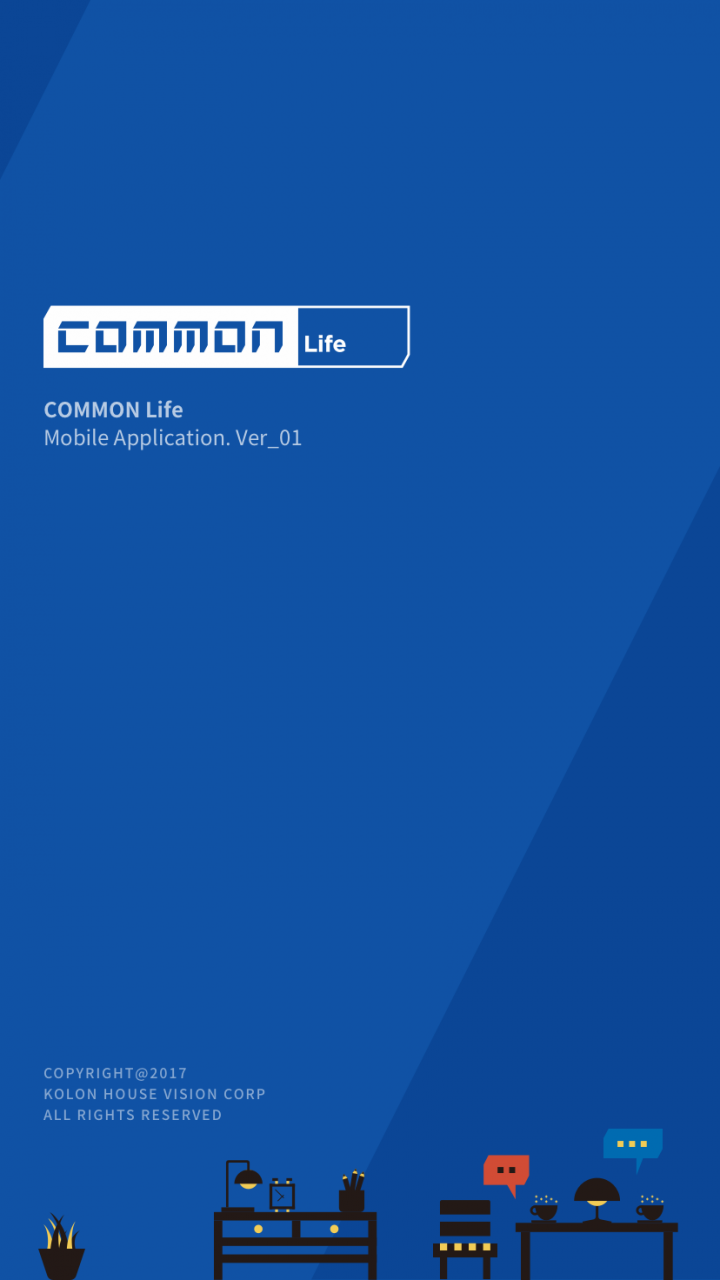 COMMON Life
COMMON Life
Mobile Application. Ver_01
COPYRIGHT@2017
KOLON HOUSE VISION CORP
ALL RIGHTS RESERVED